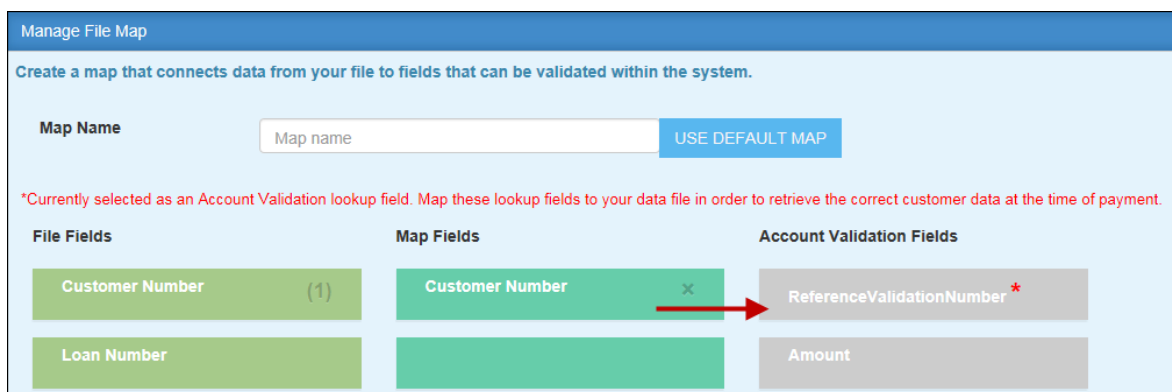 Manage File Map
Create a map that connects data from your file to fields that can be validated within the system.
Map Name
Map name
USE DEFAULT MAP
*Currently selected as an Account Validation lookup field. Map these lookup fields to your data file in order to retrieve the correct customer data at the time of payment.
File Fields
Map Fields
Account Validation Fields
Customer Number (1)
Customer Number ×
ReferenceValidationNumber *
Loan Number
Amount